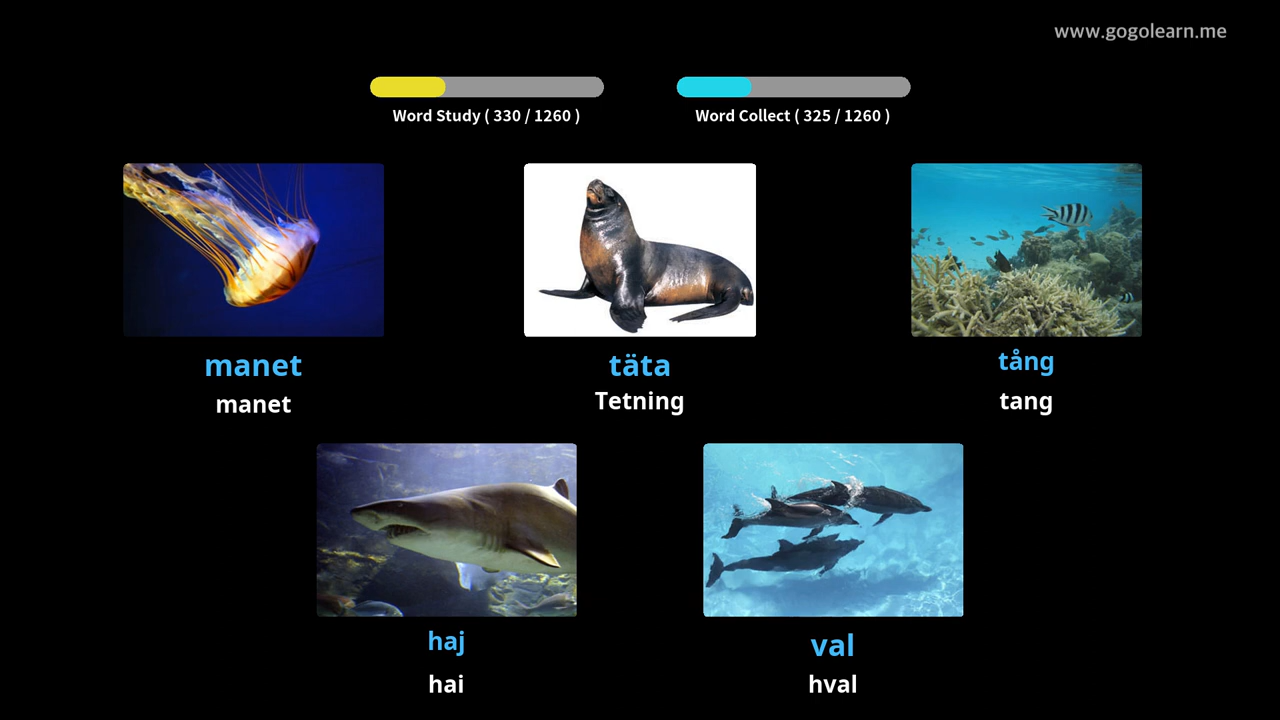 www.gogolearn.me
Word Study ( 330 / 1260 )
Word Collect ( 325 / 1260 )
manet
manet
täta
Tetning
tång
tang
haj
hai
val
hval